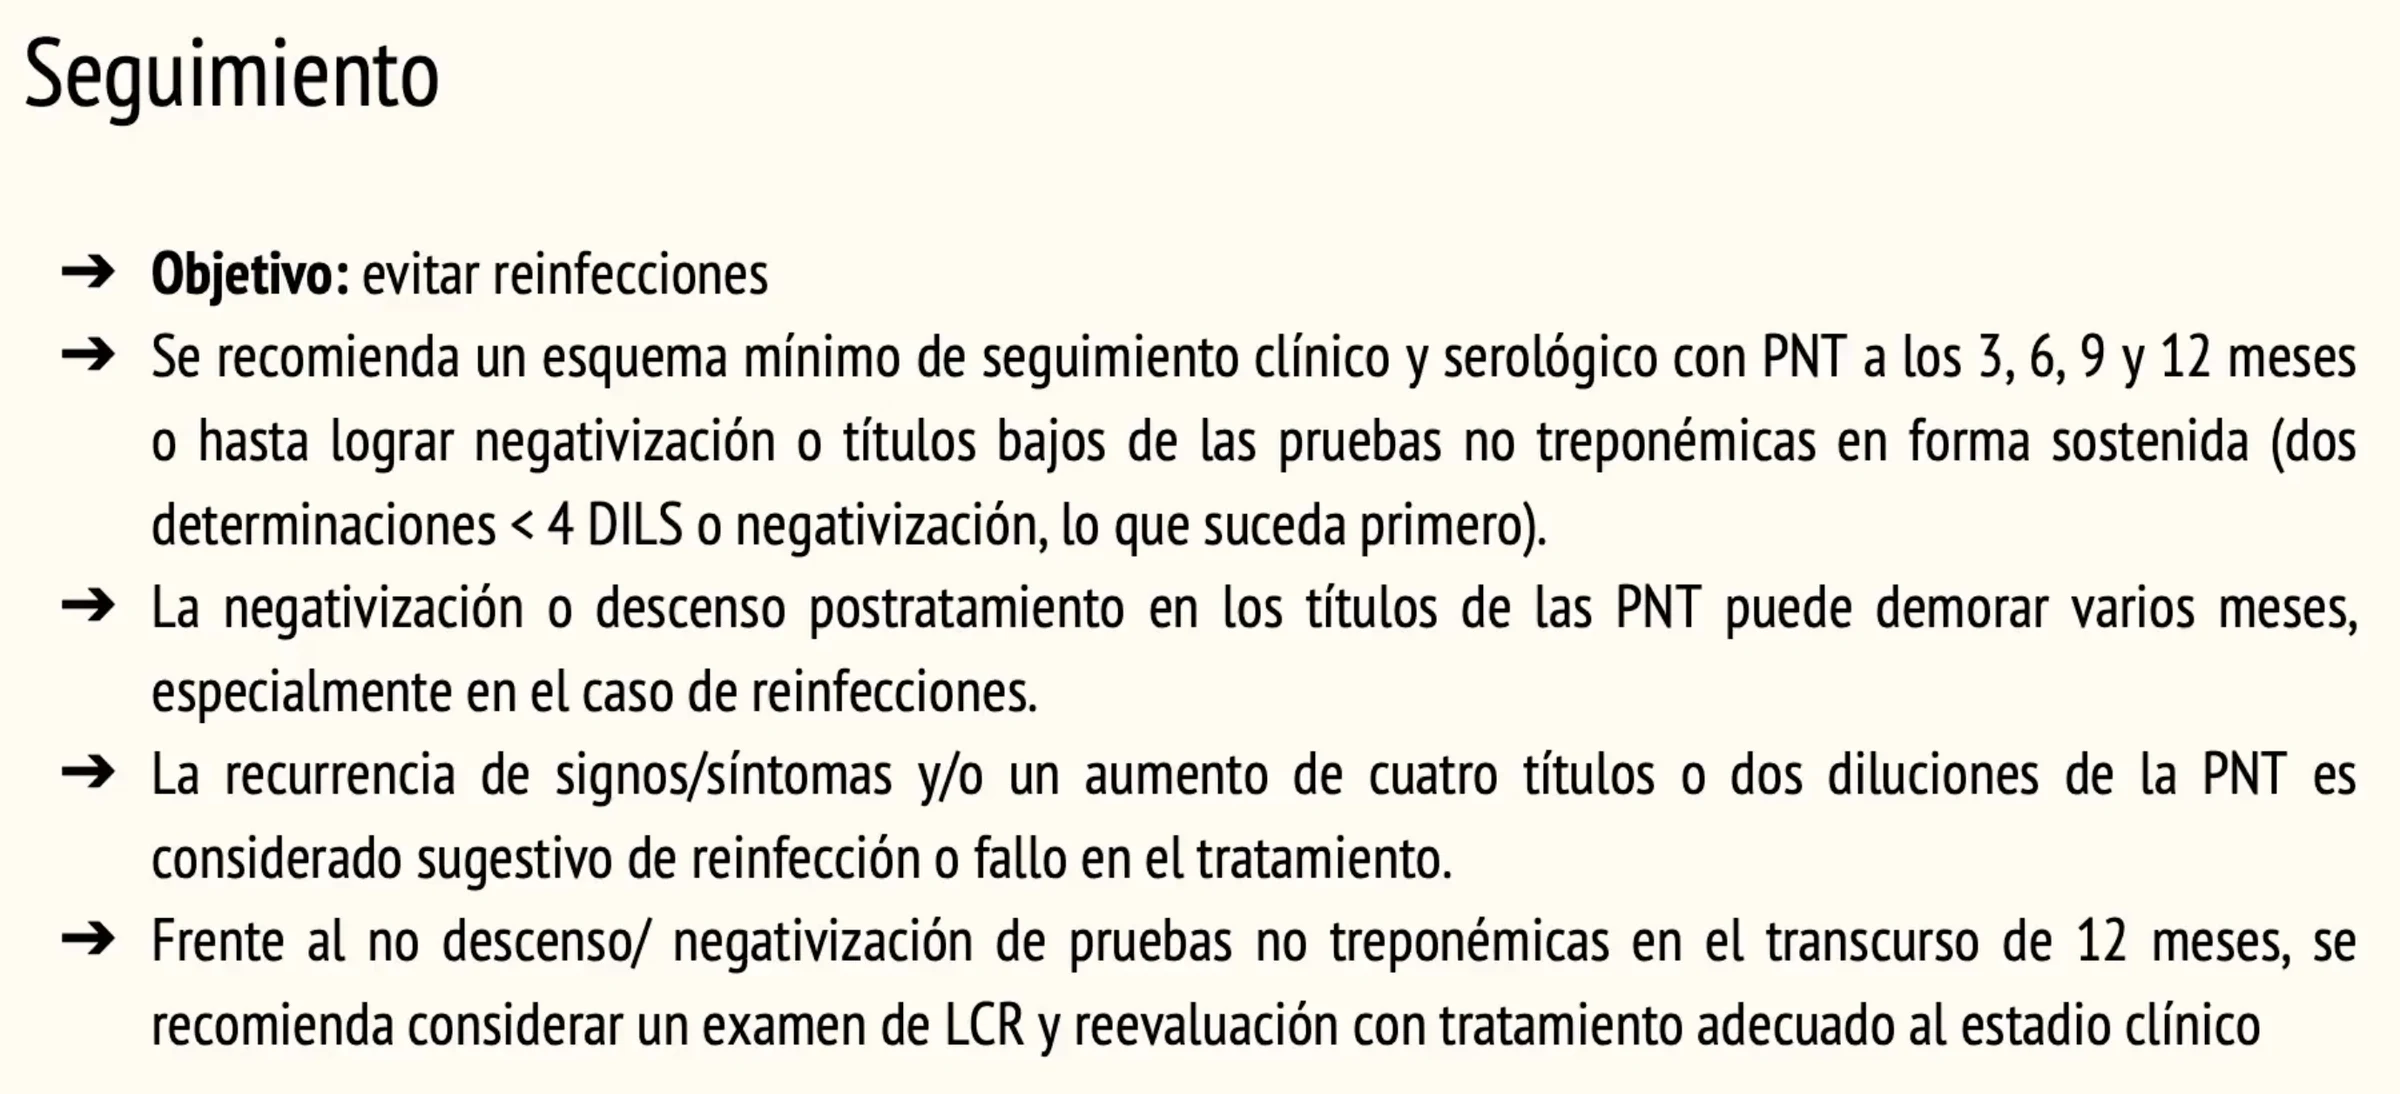 Seguimiento
➔ Objetivo: evitar reinfecciones
➔ Se recomienda un esquema mínimo de seguimiento clínico y serológico con PNT a los 3, 6, 9 y 12 meses
o hasta lograr negativización o títulos bajos de las pruebas no treponémicas en forma sostenida (dos
determinaciones < 4 DILS o negativización, lo que suceda primero).
➔ La negativización o descenso postratamiento en los títulos de las PNT puede demorar varios meses,
especialmente en el caso de reinfecciones.
➔ La recurrencia de signos/síntomas y/o un aumento de cuatro títulos o dos diluciones de la PNT es
considerado sugestivo de reinfección o fallo en el tratamiento.
➔ Frente al no descenso/ negativización de pruebas no treponémicas en el transcurso de 12 meses, se
recomienda considerar un examen de LCR y reevaluación con tratamiento adecuado al estadio clínico